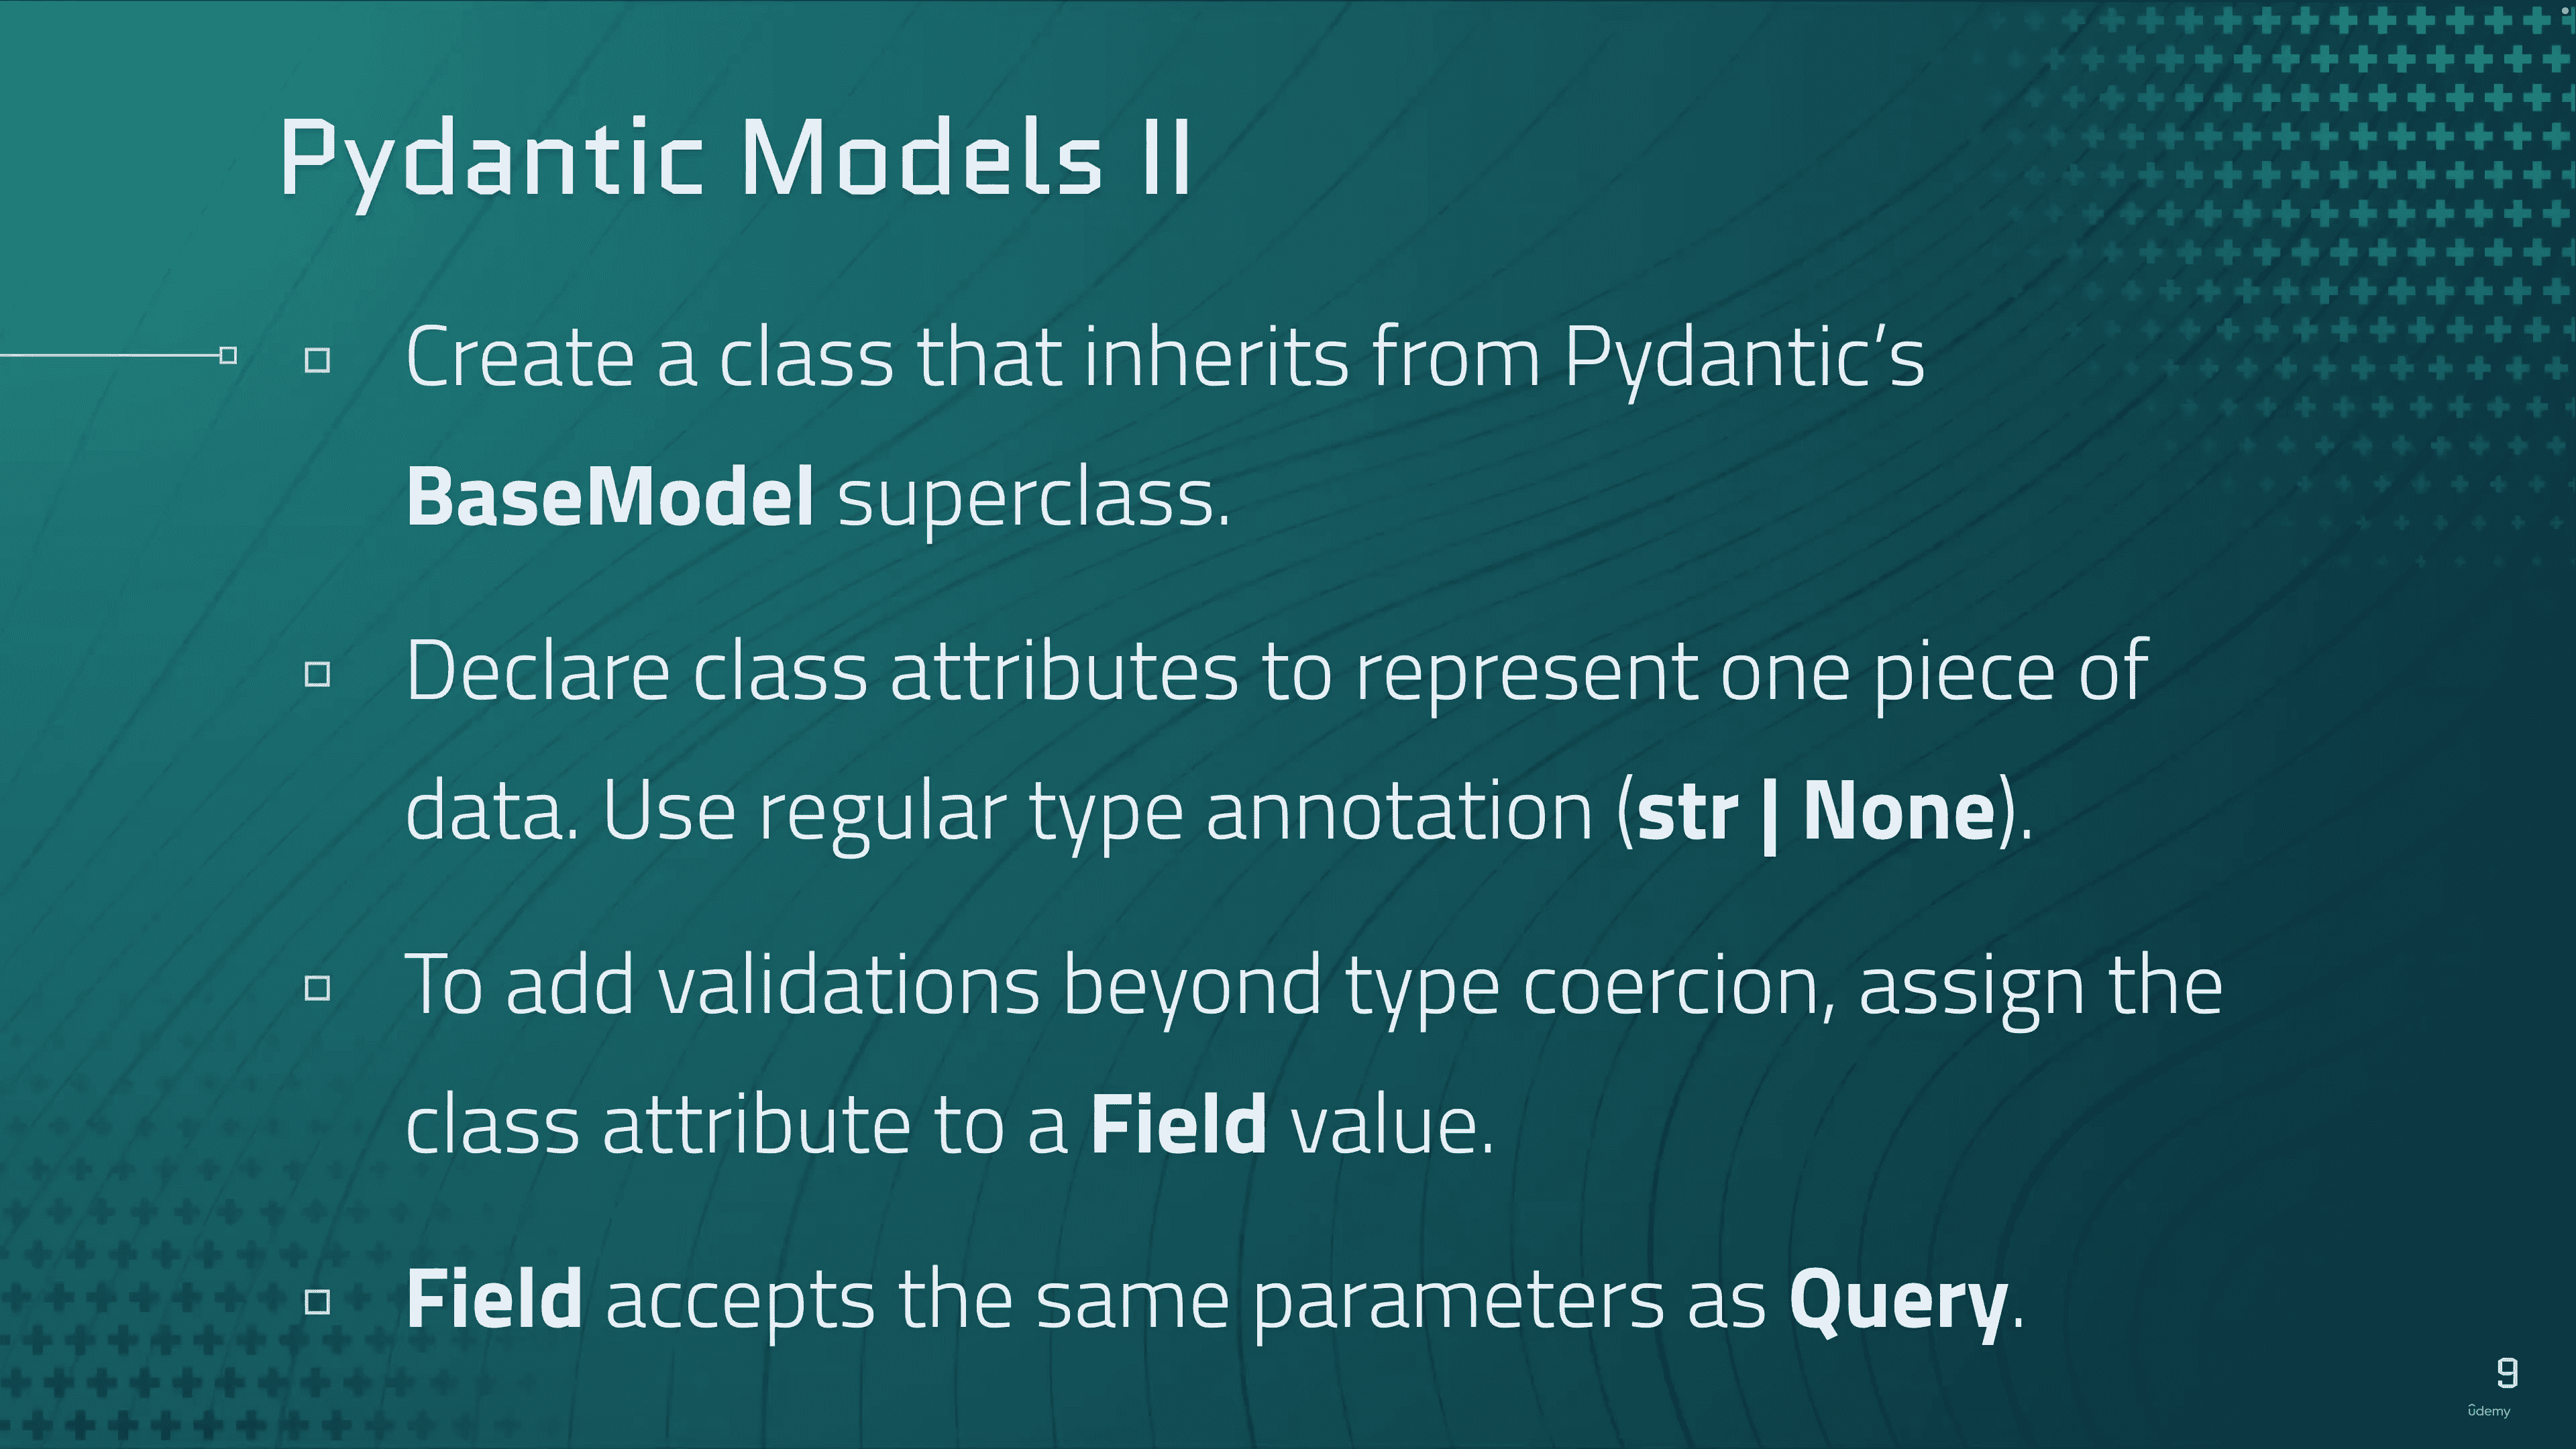 Pydantic Models II
Create a class that inherits from Pydantic’s
BaseModel superclass.
Declare class attributes to represent one piece of
data. Use regular type annotation (str | None).
To add validations beyond type coercion, assign the
class attribute to a Field value.
Field accepts the same parameters as Query.
9
ûdemy